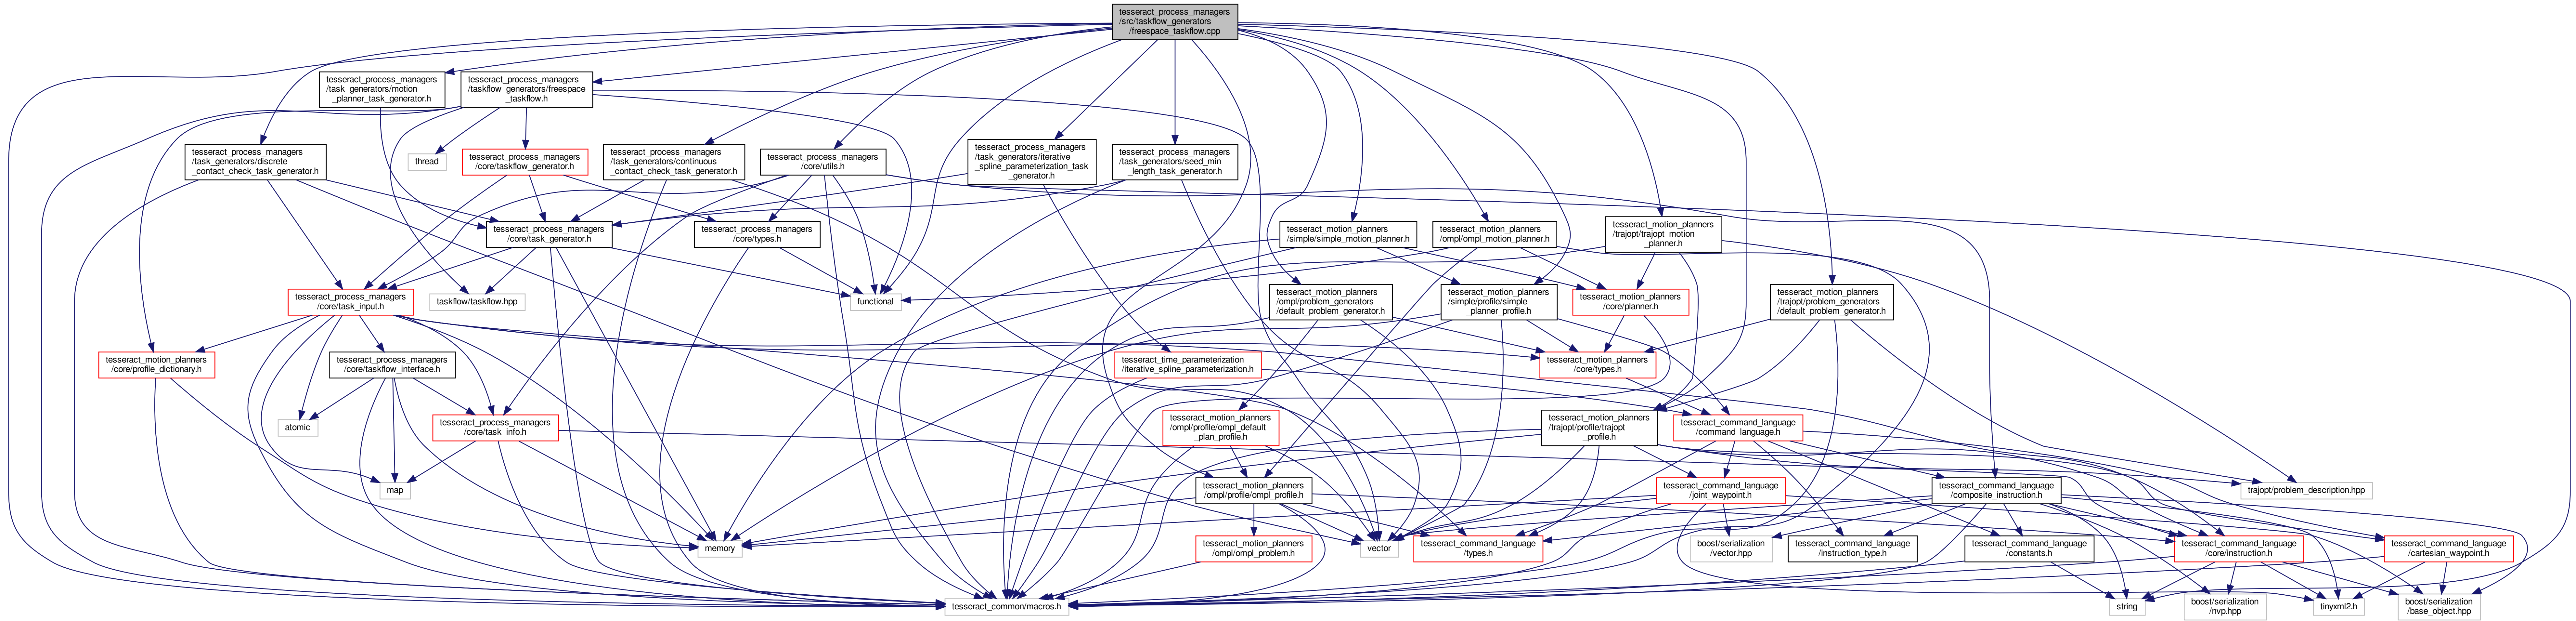 tesseract_process_managers
/src/taskflow_generators
/freespace_taskflow.cpp
tesseract_process_managers
/task_generators/motion
_planner_task_generator.h
tesseract_process_managers
/taskflow_generators/freespace
_taskflow.h
tesseract_process_managers
/task_generators/discrete
_contact_check_task_generator.h
thread
tesseract_process_managers
/core/taskflow_generator.h
tesseract_process_managers
/task_generators/continuous
_contact_check_task_generator.h
tesseract_process_managers
/core/utils.h
tesseract_process_managers
/task_generators/iterative
_spline_parameterization_task
_generator.h
tesseract_process_managers
/task_generators/seed_min
_length_task_generator.h
tesseract_process_managers
/core/task_generator.h
tesseract_process_managers
/core/types.h
tesseract_motion_planners
/simple/simple_motion_planner.h
tesseract_motion_planners
/ompl/ompl_motion_planner.h
tesseract_motion_planners
/trajopt/trajopt_motion
_planner.h
tesseract_process_managers
/core/task_input.h
taskflow/taskflow.hpp
functional
tesseract_motion_planners
/ompl/problem_generators
/default_problem_generator.h
tesseract_motion_planners
/simple/profile/simple
_planner_profile.h
tesseract_motion_planners
/core/planner.h
tesseract_motion_planners
/trajopt/problem_generators
/default_problem_generator.h
tesseract_motion_planners
/core/profile_dictionary.h
tesseract_process_managers
/core/taskflow_interface.h
tesseract_time_parameterization
/iterative_spline_parameterization.h
tesseract_motion_planners
/core/types.h
atomic
tesseract_process_managers
/core/task_info.h
tesseract_motion_planners
/ompl/profile/ompl_default
_plan_profile.h
tesseract_motion_planners
/trajopt/profile/trajopt
_profile.h
tesseract_command_language
/command_language.h
map
tesseract_motion_planners
/ompl/profile/ompl_profile.h
tesseract_command_language
/joint_waypoint.h
tesseract_command_language
/composite_instruction.h
trajopt/problem_description.hpp
memory
tesseract_motion_planners
/ompl/ompl_problem.h
vector
tesseract_command_language
/types.h
boost/serialization
/vector.hpp
tesseract_command_language
/instruction_type.h
tesseract_command_language
/constants.h
tesseract_command_language
/core/instruction.h
tesseract_command_language
/cartesian_waypoint.h
tesseract_common/macros.h
string
boost/serialization
/nvp.hpp
tinyxml2.h
boost/serialization
/base_object.hpp